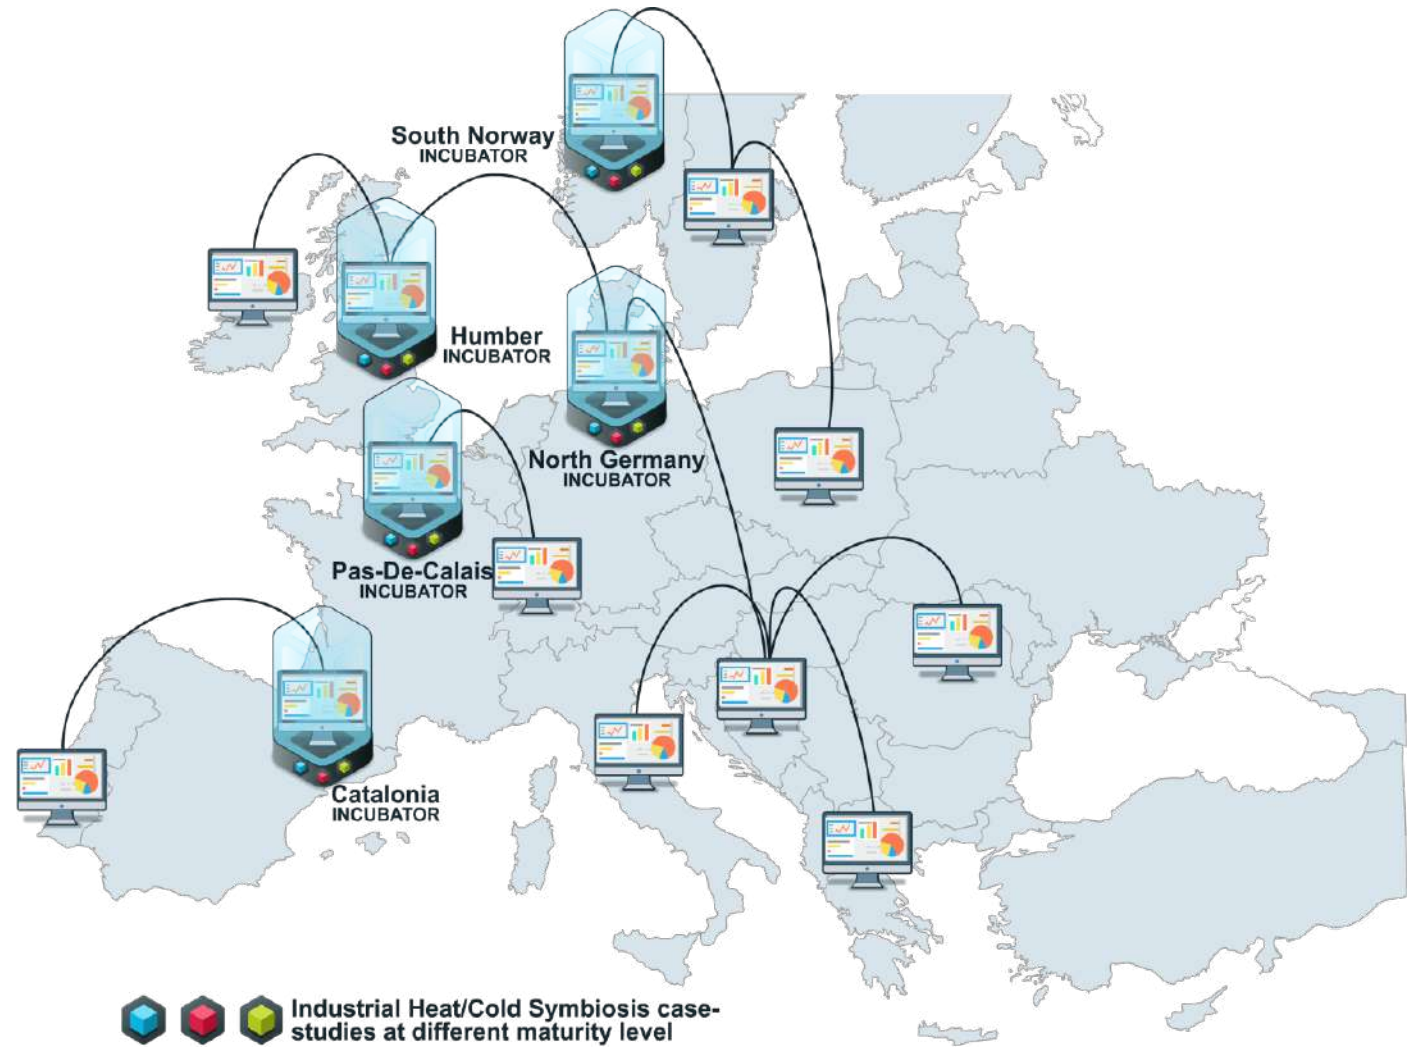 South Norway
INCUBATOR
Humber
INCUBATOR
North Germany
INCUBATOR
Pas-De-Calais
INCUBATOR
Catalonia
INCUBATOR
Industrial Heat/Cold Symbiosis case-
studies at different maturity level